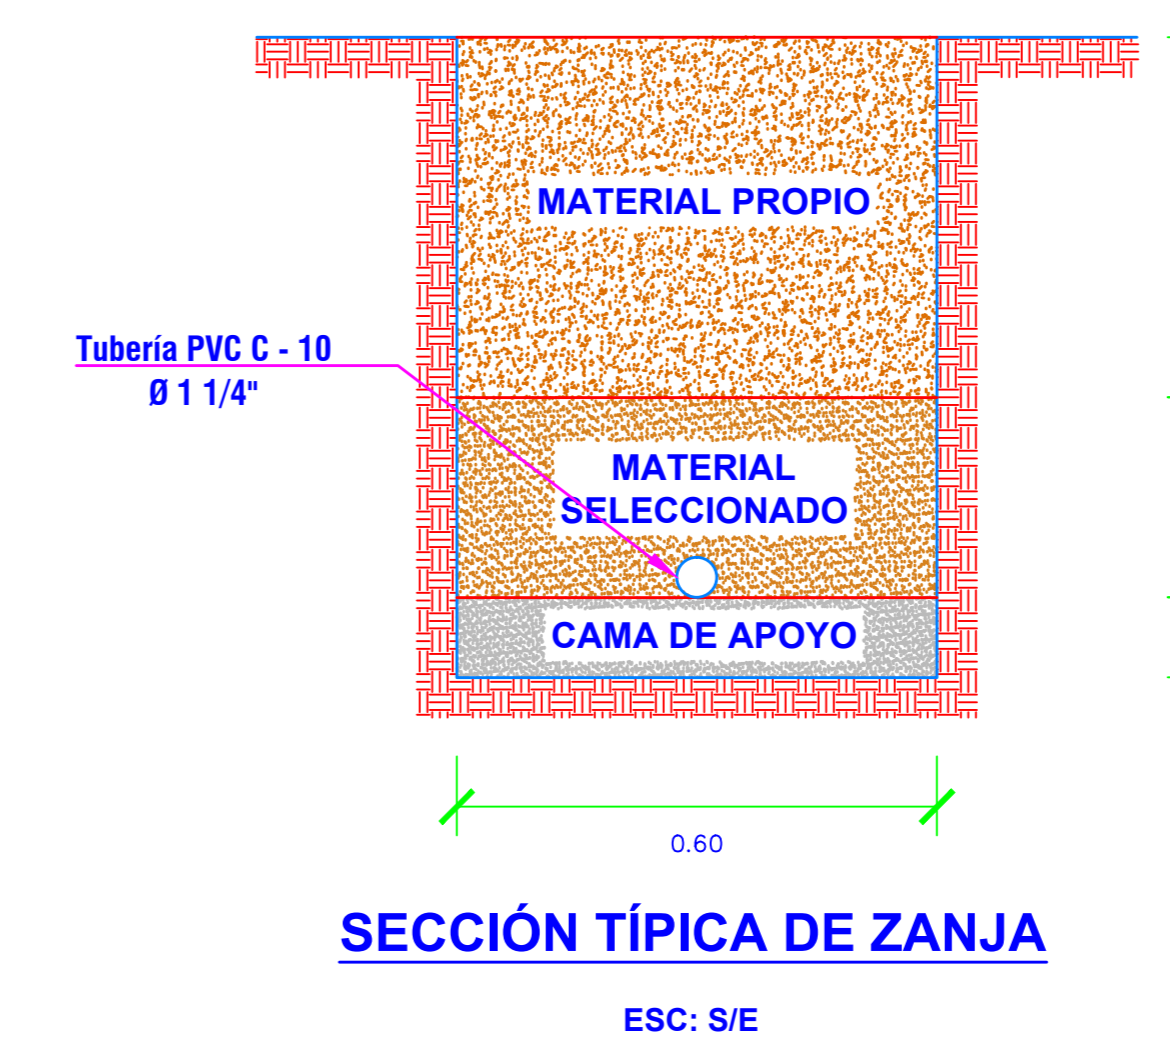 MATERIAL PROPIO
Tubería PVC C - 10
Ø 1 1/4"
MATERIAL
SELECCIONADO
CAMA DE APOYO
0.60
SECCIÓN TÍPICA DE ZANJA
ESC: S/E